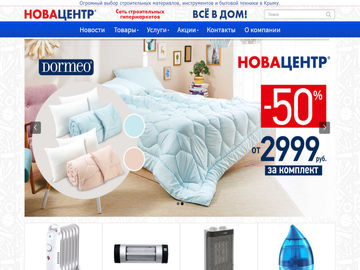 Огромный выбор строительных материалов, инструментов и бытовой техники в Крыму.
НОВАЦЕНТР®
Сеть строительных гипермаркетов
ВСЁ В ДОМ!
Новости Товары Услуги Акции Контакты О компании
DORMEO®
НОВАЦЕНТР®
-50%
от 2999 руб.
за комплект